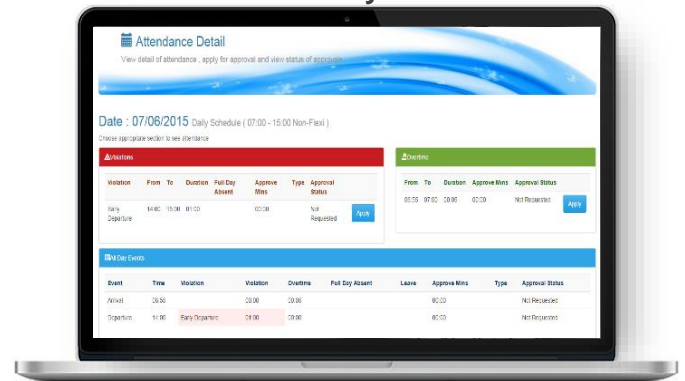 Attendance Detail
View detail of attendance , apply for approval and view status of approvals
Date : 07/06/2015 Daily Schedule ( 07:00 - 15:00 Non-Flexi )
Choose appropriate section to see attendance
Violations
Violation From To Duration Full Day Absent Approve Mins Type Approval Status
Early Departure 14:00 15:00 01:00 00:00 Not Requested Apply
Overtime
From To Duration Approve Mins Approval Status
06:55 07:00 00:05 00:00 Not Requested Apply
All Day Events
Event Time Violation Violation Overtime Full Day Absent Leave Approve Mins Type Approval Status
Arrival 06:55 00:00 00:05 00:00 Not Requested
Departure 14:00 Early Departure 01:00 00:00 00:00 Not Requested